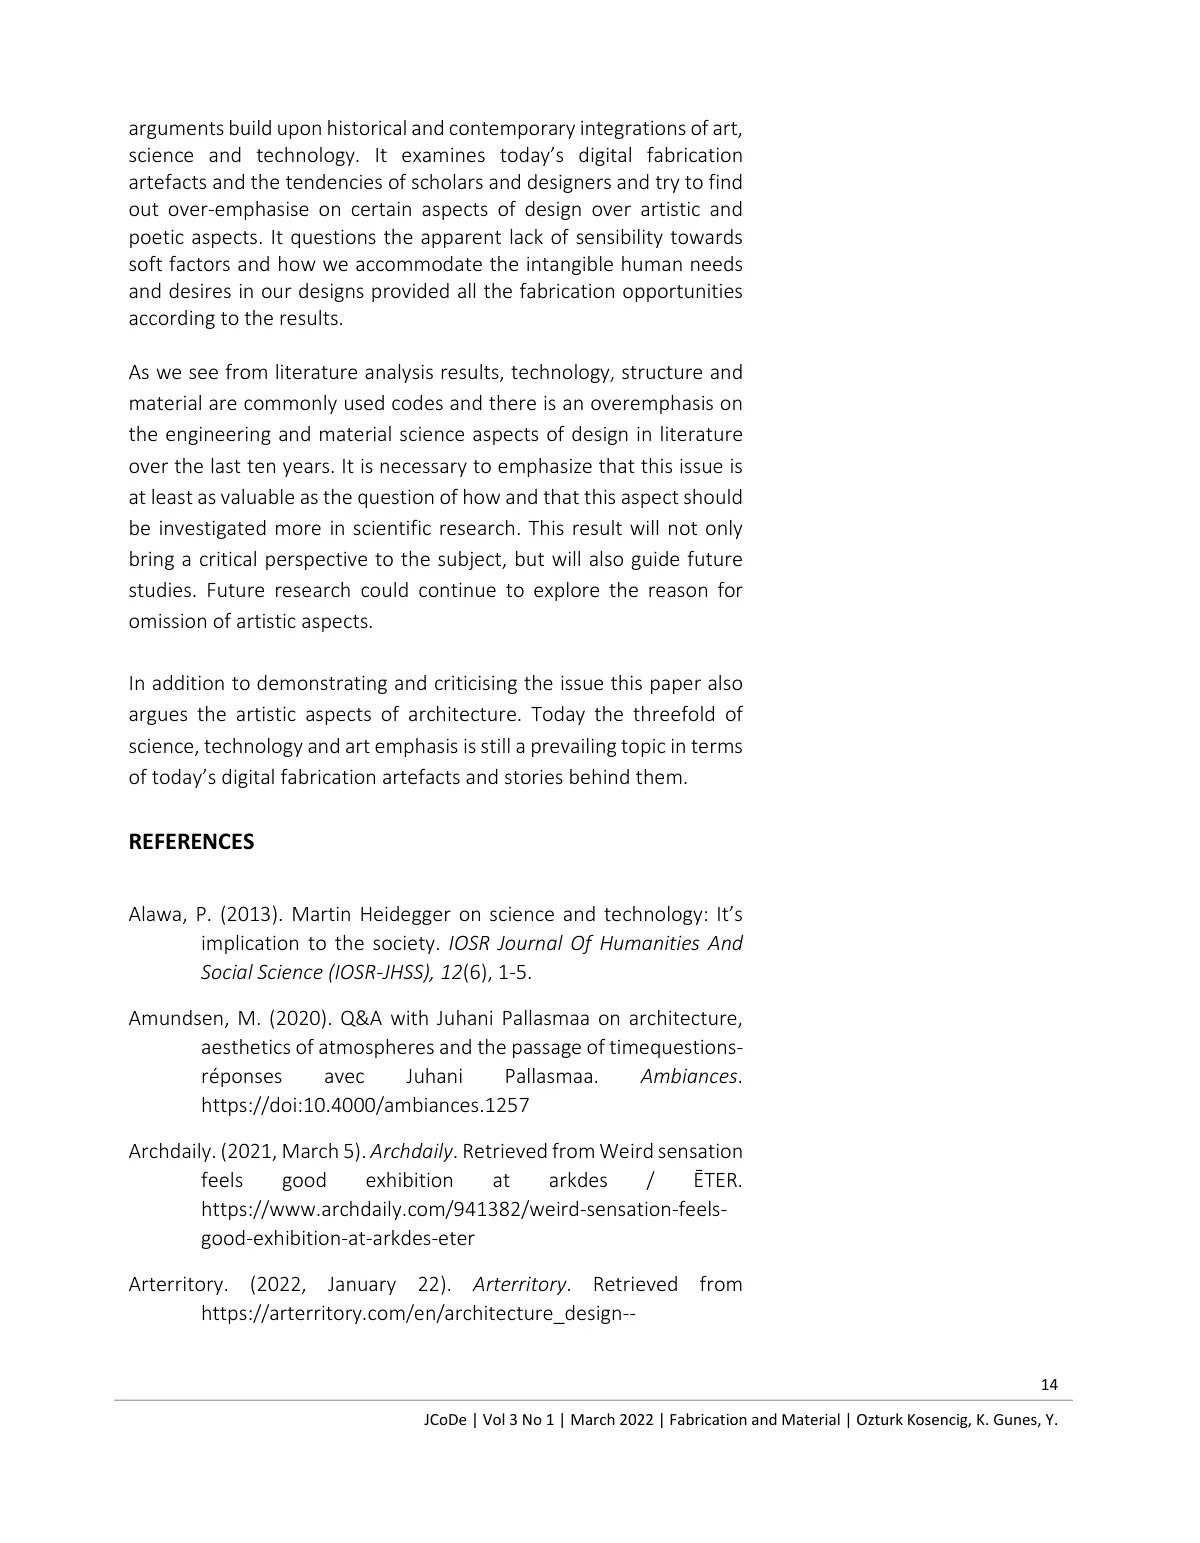 arguments build upon historical and contemporary integrations of art,
science and technology. It examines today’s digital fabrication
artefacts and the tendencies of scholars and designers and try to find
out over-emphasise on certain aspects of design over artistic and
poetic aspects. It questions the apparent lack of sensibility towards
soft factors and how we accommodate the intangible human needs
and desires in our designs provided all the fabrication opportunities
according to the results.
As we see from literature analysis results, technology, structure and
material are commonly used codes and there is an overemphasis on
the engineering and material science aspects of design in literature
over the last ten years. It is necessary to emphasize that this issue is
at least as valuable as the question of how and that this aspect should
be investigated more in scientific research. This result will not only
bring a critical perspective to the subject, but will also guide future
studies. Future research could continue to explore the reason for
omission of artistic aspects.
In addition to demonstrating and criticising the issue this paper also
argues the artistic aspects of architecture. Today the threefold of
science, technology and art emphasis is still a prevailing topic in terms
of today’s digital fabrication artefacts and stories behind them.
REFERENCES
Alawa, P. (2013). Martin Heidegger on science and technology: It’s
implication to the society. IOSR Journal Of Humanities And
Social Science (IOSR-JHSS), 12(6), 1-5.
Amundsen, M. (2020). Q&A with Juhani Pallasmaa on architecture,
aesthetics of atmospheres and the passage of timequestions-
réponses avec Juhani Pallasmaa. Ambiances.
https://doi:10.4000/ambiances.1257
Archdaily. (2021, March 5). Archdaily. Retrieved from Weird sensation
feels good exhibition at arkdes / ĒTER.
https://www.archdaily.com/941382/weird-sensation-feels-
good-exhibition-at-arkdes-eter
Arterritory. (2022, January 22). Arterritory. Retrieved from
https://arterritory.com/en/architecture_design--
14
JCoDe | Vol 3 No 1 | March 2022 | Fabrication and Material | Ozturk Kosencig, K. Gunes, Y.